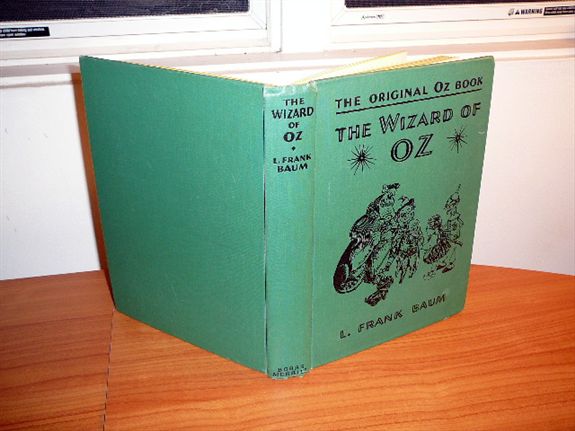 THE
WIZARD
OF
OZ
L. FRANK
BAUM
BOBBS
MERRILL
THE ORIGINAL OZ BOOK
THE WIZARD OF
OZ
L. FRANK BAUM
WARNING